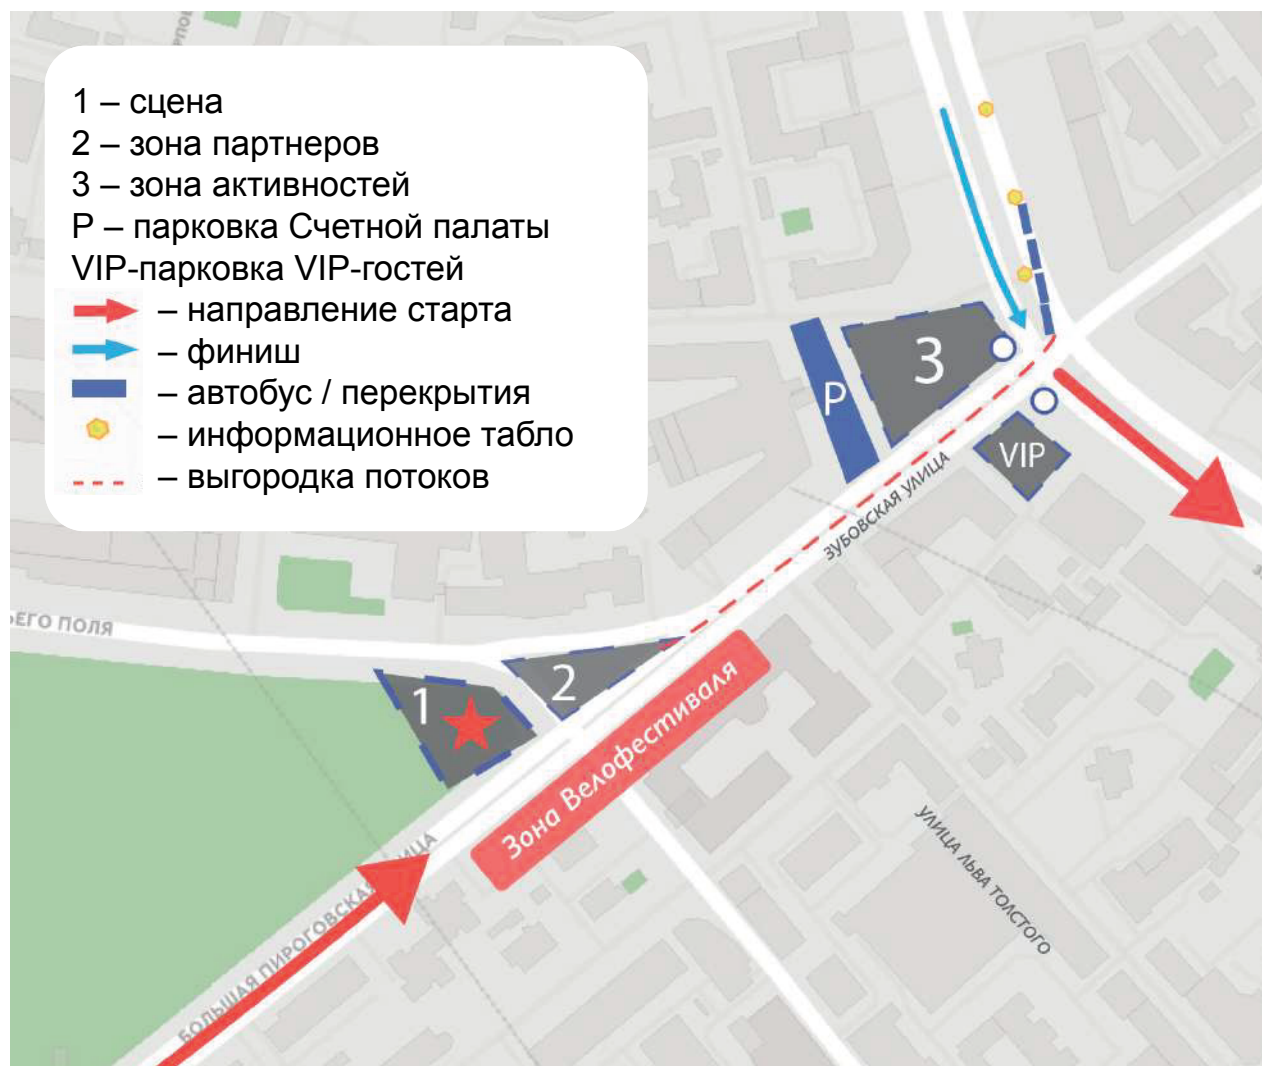 1 – сцена
2 – зона партнеров
3 – зона активностей
P – парковка Счетной палаты
VIP-парковка VIP-гостей
– направление старта
– финиш
– автобус / перекрытия
– информационное табло
– выгородка потоков
3
P
VIP
ЗУБОВСКАЯ УЛИЦА
ЬЕГО ПОЛЯ
1
2
Зона Велофестиваля
БОЛЬШАЯ ПИРОГОВСКАЯ УЛИЦА
УЛИЦА ЛЬВА ТОЛСТОГО